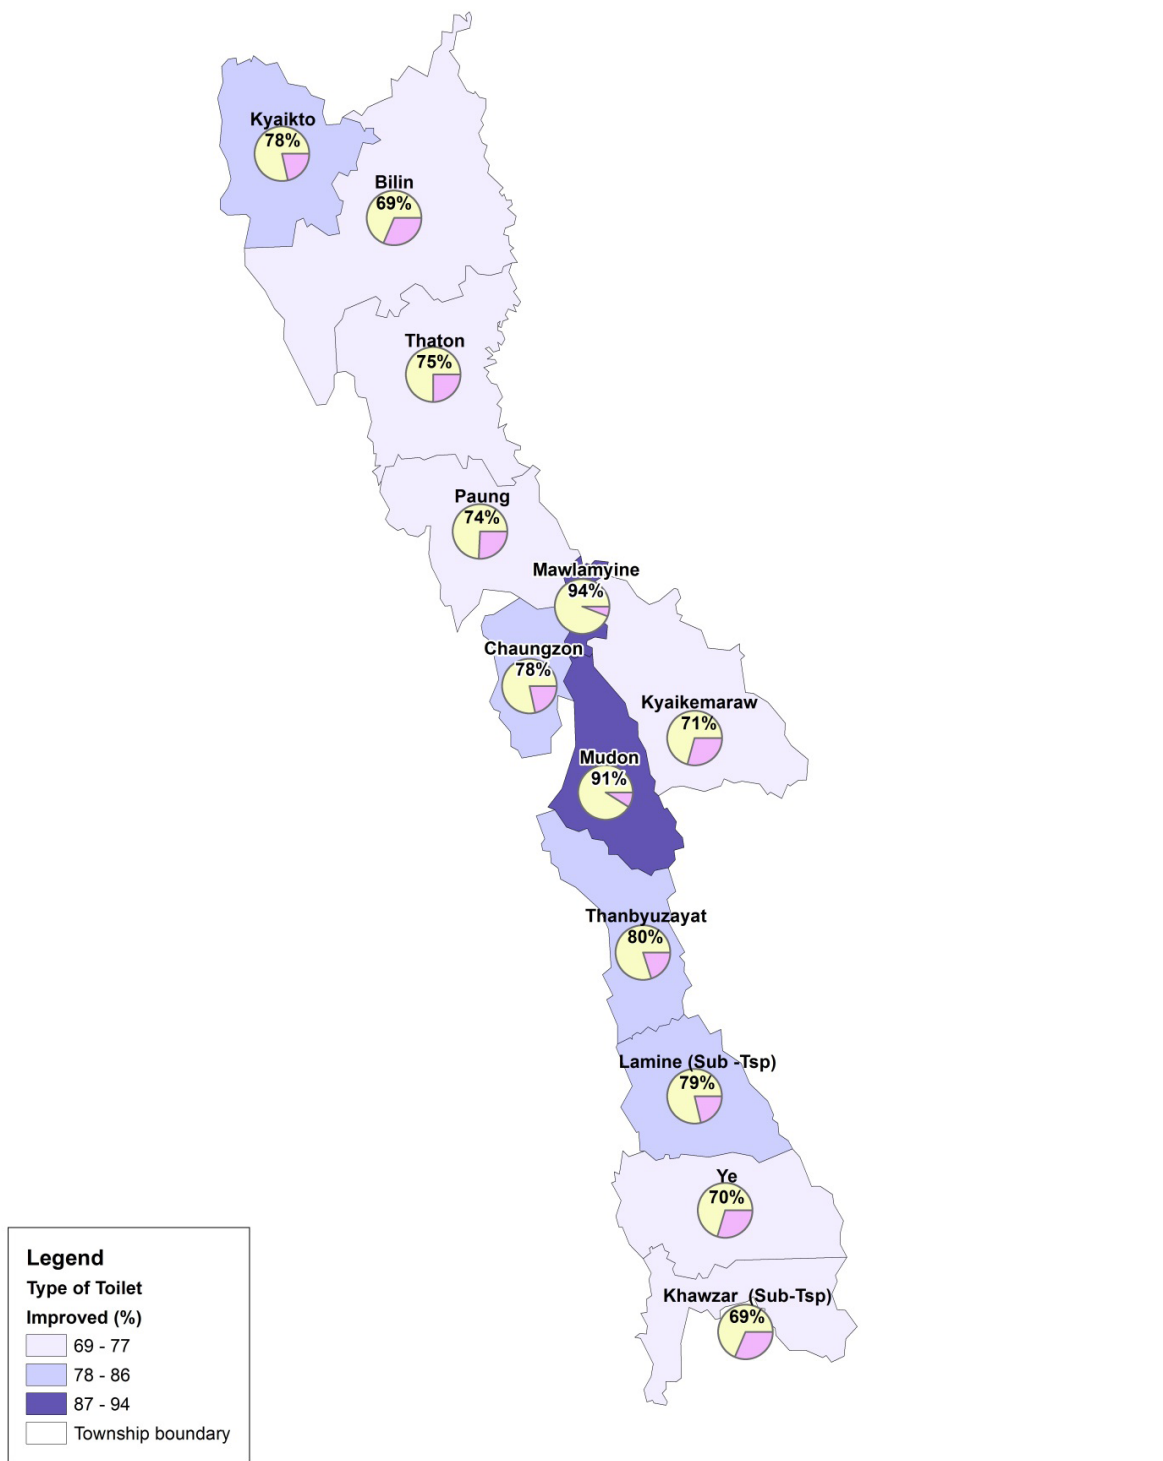 Kyaikto
78%
Bilin
69%
Thaton
75%
Paung
74%
Mawlamyine
94%
Chaungzon
78%
Kyaikemaraw
71%
Mudon
91%
Thanbyuzayat
80%
Lamine (Sub -Tsp)
79%
Ye
70%
Khawzar (Sub-Tsp)
69%
Legend
Type of Toilet
Improved (%)
69 - 77
78 - 86
87 - 94
Township boundary